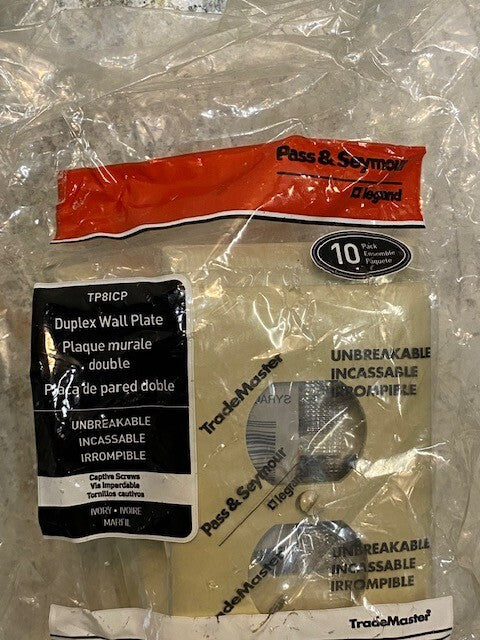 Pass & Seymour
legrand
10 Pack
Ensemble
Paquete
TP8ICP
Duplex Wall Plate
Plaque murale
double
Placa de pared doble
UNBREAKABLE
INCASSABLE
IRROMPIBLE
Captive Screws
Vis Imperdable
Tornillos cautivos
IVORY • IVOIRE
MARFIL
TradeMaster
UNBREAKABLE
INCASSABLE
IRROMPIBLE
Pass & Seymour
legrand
TradeMaster
UNBREAKABLE
INCASSABLE
IRROMPIBLE
TradeMaster